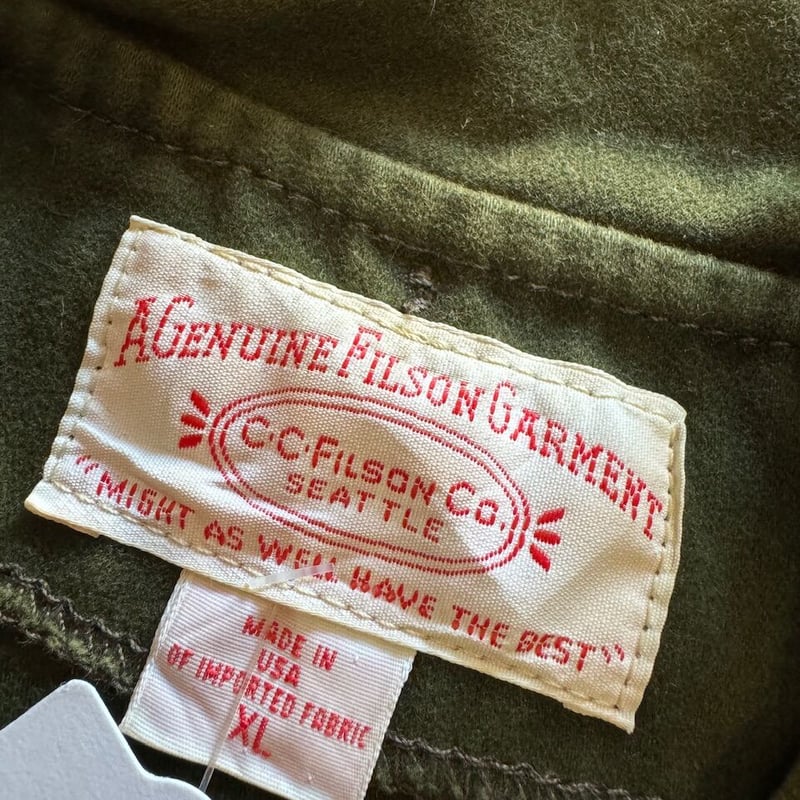 A GENUINE FILSON GARMENT
C.C. FILSON CO.
SEATTLE
"MIGHT AS WELL HAVE THE BEST"
MADE IN
USA
OF IMPORTED FABRIC
XL